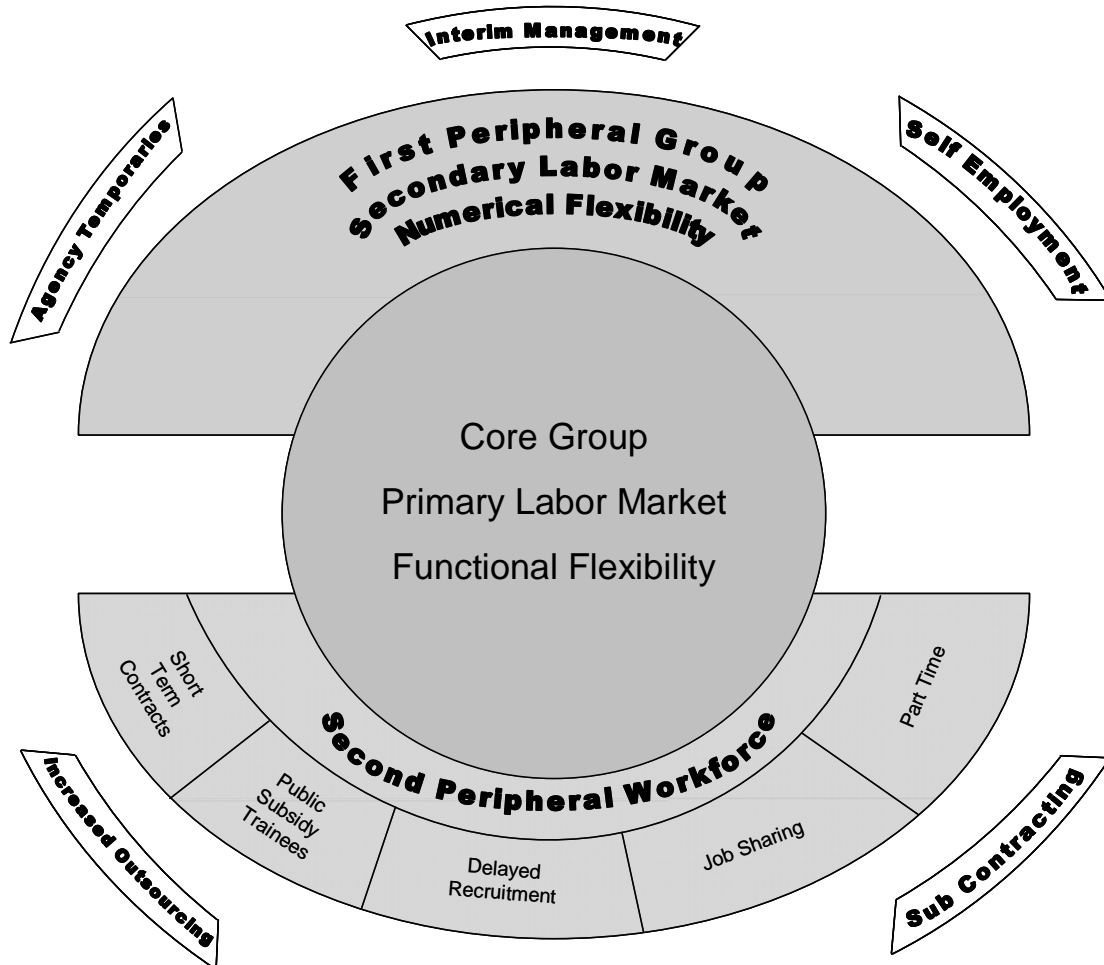 Interim Management
Agency Temporaries
Self Employment
First Peripheral Group
Secondary Labor Market
Numerical Flexibility
Core Group
Primary Labor Market
Functional Flexibility
Second Peripheral Workforce
Short
Term
Contracts
Public
Subsidy
Trainees
Delayed
Recruitment
Job Sharing
Part Time
Increased Outsourcing
Sub Contracting